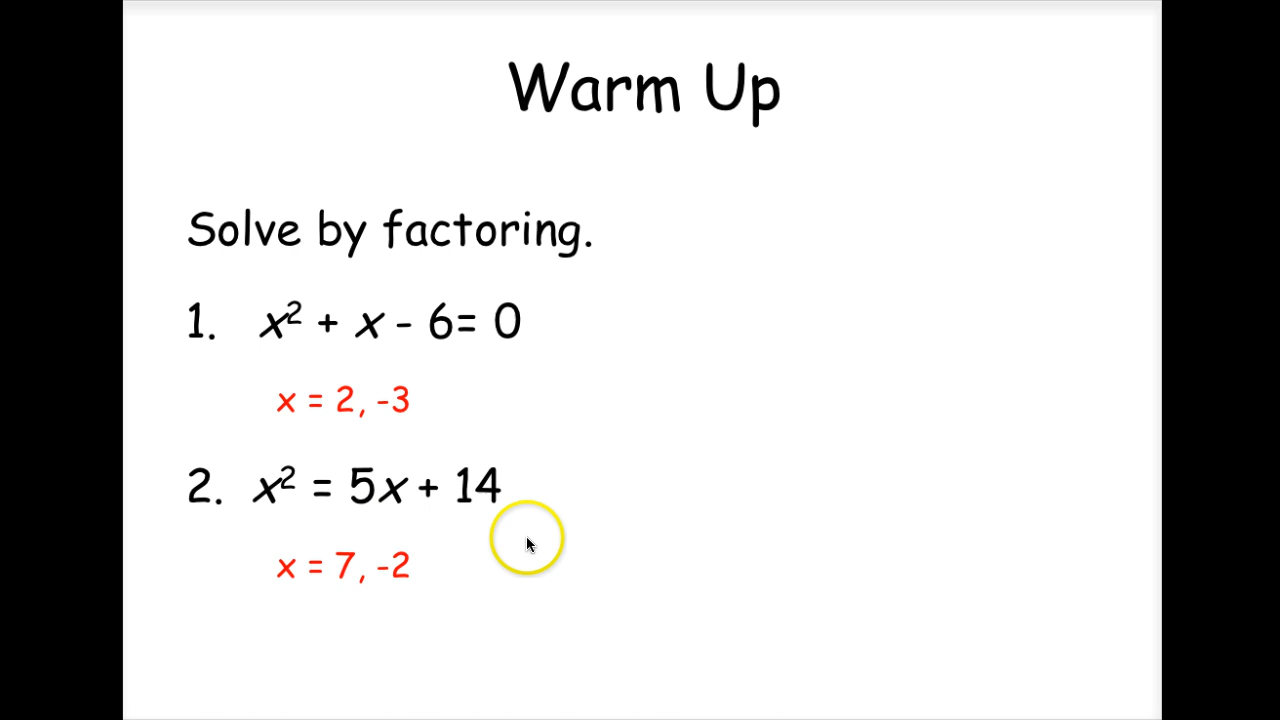 Warm Up
Solve by factoring.
1. x² + x - 6= 0
x = 2, -3
2. x² = 5x + 14
x = 7, -2